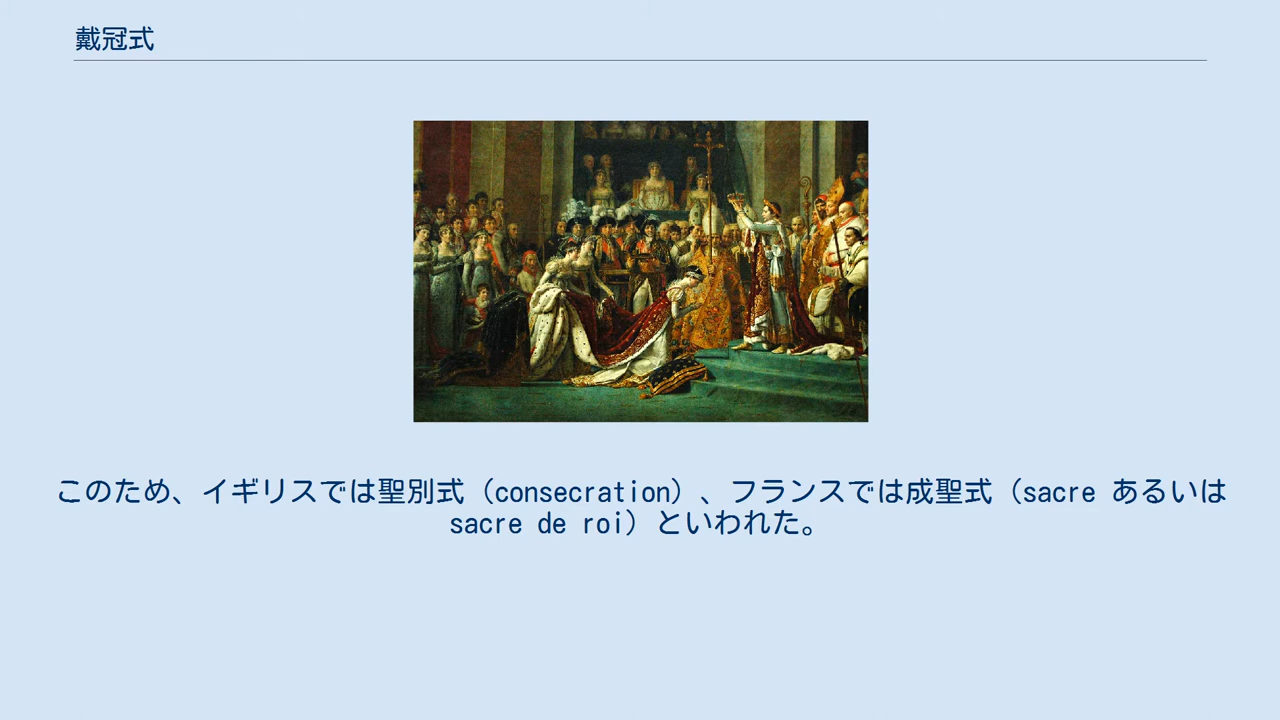 戴冠式
このため、イギリスでは聖別式（consecration）、フランスでは成聖式（sacre あるいは
sacre de roi）といわれた。